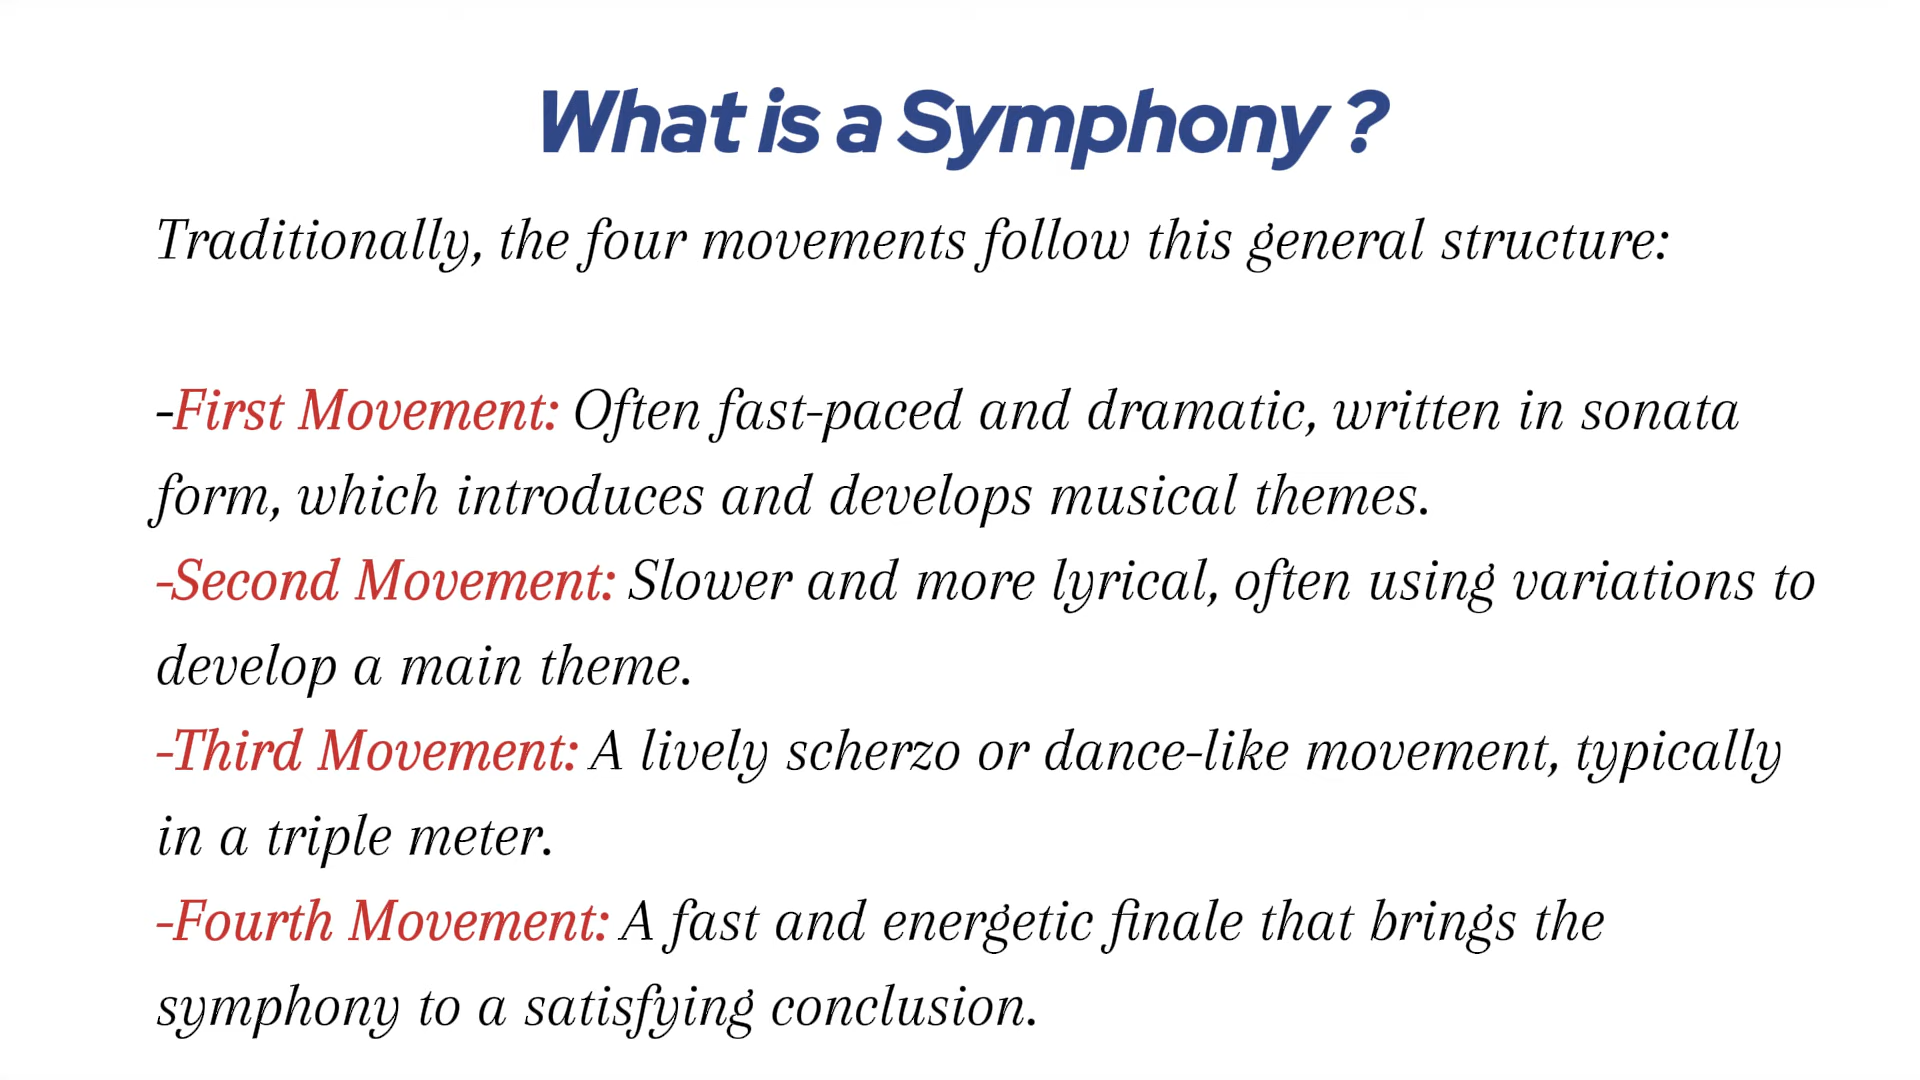 What is a Symphony ?
Traditionally, the four movements follow this general structure:
-First Movement: Often fast-paced and dramatic, written in sonata
form, which introduces and develops musical themes.
-Second Movement: Slower and more lyrical, often using variations to
develop a main theme.
-Third Movement: A lively scherzo or dance-like movement, typically
in a triple meter.
-Fourth Movement: A fast and energetic finale that brings the
symphony to a satisfying conclusion.